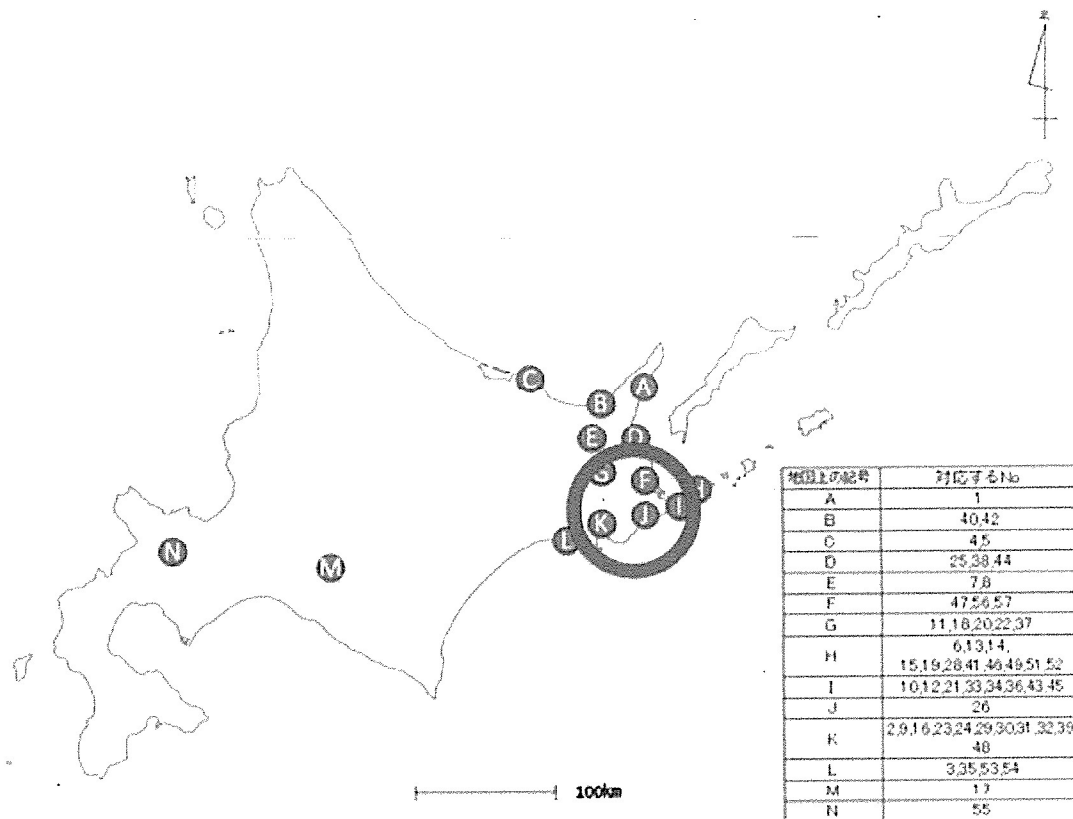 C
A
B
E
D
F
I
K
L
N
M
100km
地図上の記号 対応するNo
A 1
B 40,42
C 4,5
D 25,38,44
E 7,8
F 47,56,57
G 11,18,20,22,37
H 6,13,14,
15,19,28,41,46,49,51,52
I 10,12,21,33,34,36,43,45
J 26
K 2,9,16,23,24,29,30,31,32,39
48
L 3,35,53,54
M 17
N 55